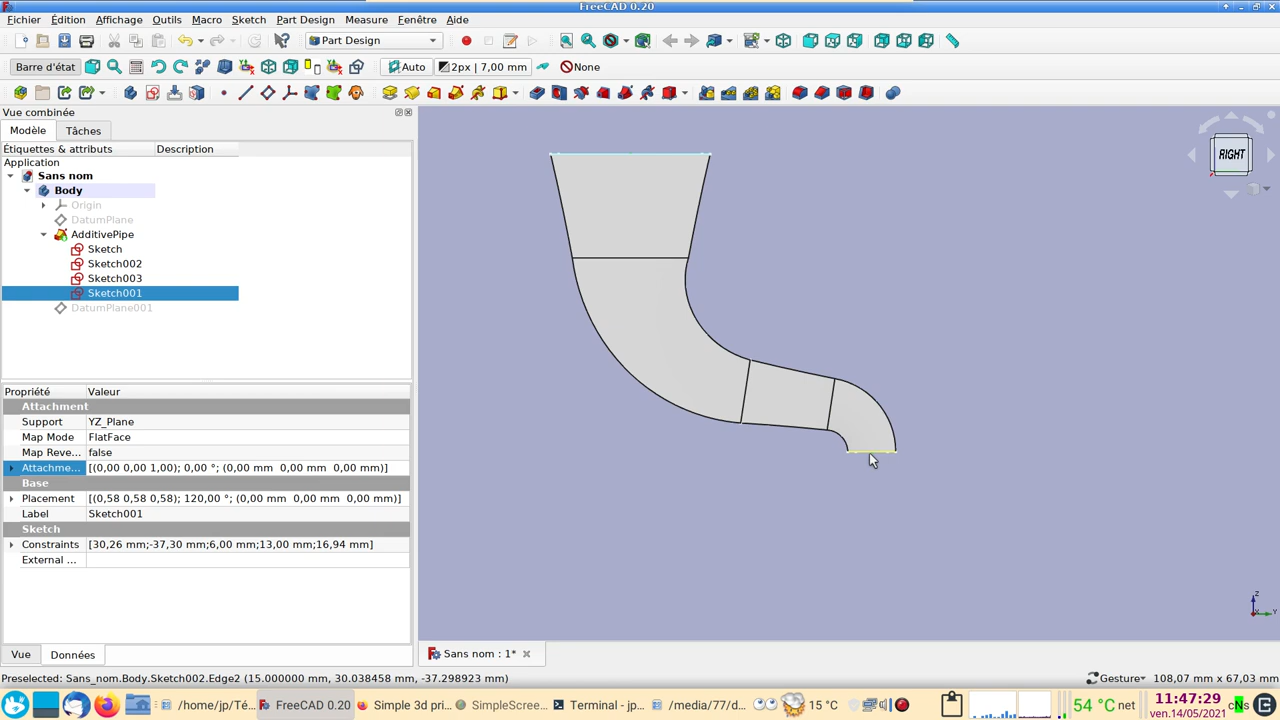 FreeCAD 0.20
Fichier Édition Affichage Outils Macro Sketch Part Design Mesure Fenêtre Aide
Part Design
Barre d'état Auto 2px | 7,00 mm None
Vue combinée
Modèle Tâches
Étiquettes & attributs Description
Application
Sans nom
Body
Origin
DatumPlane
AdditivePipe
Sketch
Sketch002
Sketch003
Sketch001
DatumPlane001
RIGHT
Propriété Valeur
Attachment
Support YZ_Plane
Map Mode FlatFace
Map Reve... false
Attachme... [(0,00 0,00 1,00); 0,00 °; (0,00 mm 0,00 mm 0,00 mm)]
Base
Placement [(0,58 0,58 0,58); 120,00 °; (0,00 mm 0,00 mm 0,00 mm)]
Label Sketch001
Sketch
Constraints [30,26 mm;-37,30 mm;6,00 mm;13,00 mm;16,94 mm]
External ...
Z
Y
Vue Données
Sans nom : 1*
Preselected: Sans_nom.Body.Sketch002.Edge2 (15.000000 mm, 30.038458 mm, -37.298923 mm)
Gesture 108,07 mm x 67,03 mm
/home/jp/Té... FreeCAD 0.20 Simple 3d pri... SimpleScree... Terminal - jp... /media/77/d... 15 °C 54 °C net 11:47:29
ven.14/05/2021